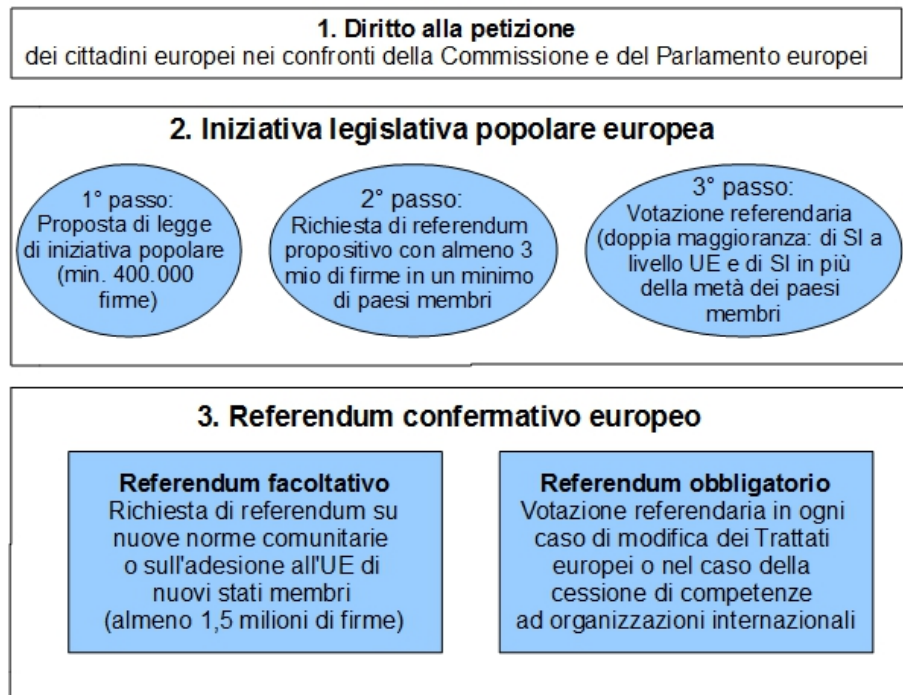 1. Diritto alla petizione
dei cittadini europei nei confronti della Commissione e del Parlamento europei
2. Iniziativa legislativa popolare europea
1° passo:
Proposta di legge
di iniziativa popolare
(min. 400.000
firme)
2° passo:
Richiesta di referendum
propositivo con almeno 3
mio di firme in un minimo
di paesi membri
3° passo:
Votazione referendaria
(doppia maggioranza: di SI a
livello UE e di SI in più
della metà dei paesi
membri
3. Referendum confermativo europeo
Referendum facoltativo
Richiesta di referendum su
nuove norme comunitarie
o sull'adesione all'UE di
nuovi stati membri
(almeno 1,5 milioni di firme)
Referendum obbligatorio
Votazione referendaria in ogni
caso di modifica dei Trattati
europei o nel caso della
cessione di competenze
ad organizzazioni internazionali